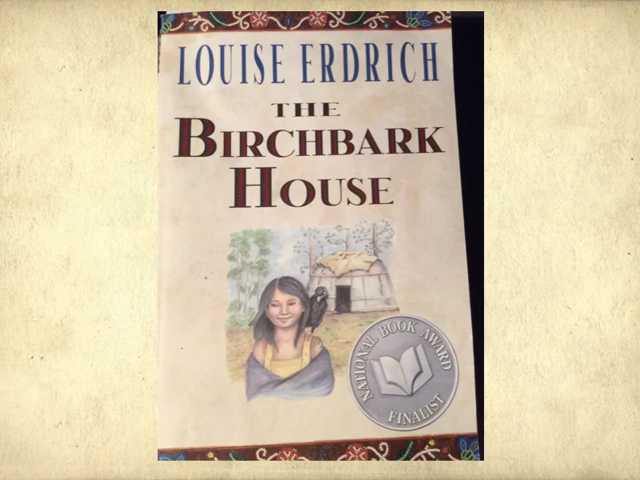 LOUISE ERDRICH
THE
BIRCHBARK
HOUSE
NATIONAL BOOK AWARD
FINALIST